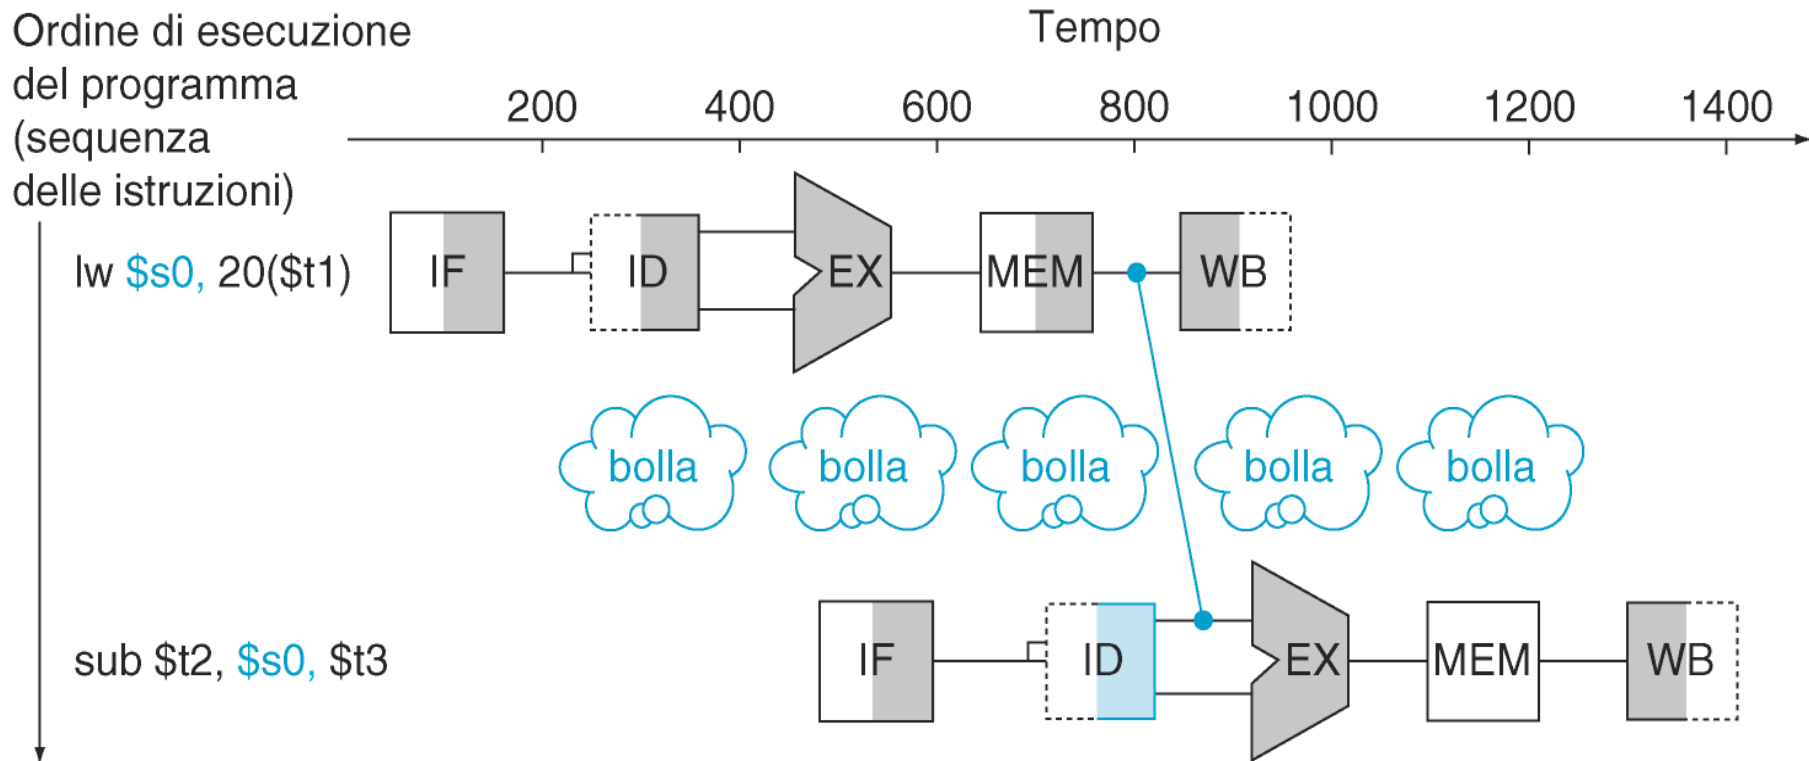 Ordine di esecuzione
del programma
(sequenza
delle istruzioni)
Tempo
200 400 600 800 1000 1200 1400
lw $s0, 20($t1)
IF ID EX MEM WB
bolla bolla bolla bolla bolla
sub $t2, $s0, $t3
IF ID EX MEM WB